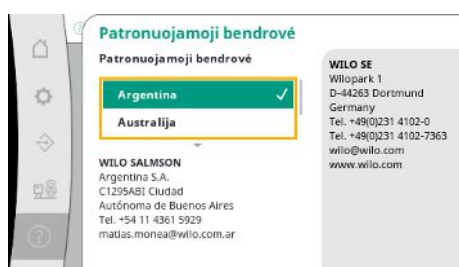 Patronuojamoji bendrovė
Patronuojamoji bendrovė
Argentina
Australija
WILO SALMSON
Argentina S.A.
C1295ABI Ciudad
Autónoma de Buenos Aires
Tel. +54 11 4361 5929
matias.monea@wilo.com.ar
WILO SE
Wilopark 1
D-44263 Dortmund
Germany
Tel. +49(0)231 4102-0
Tel. +49(0)231 4102-7363
wilo@wilo.com
www.wilo.com